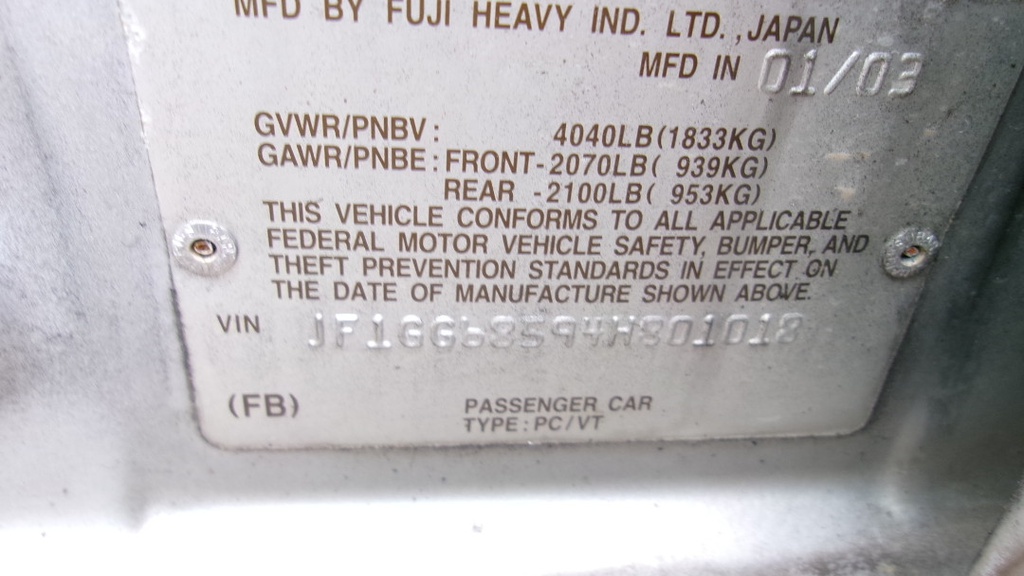 MFD BY FUJI HEAVY IND. LTD., JAPAN
MFD IN 01/03
GVWR/PNBV: 4040LB(1833KG)
GAWR/PNBE: FRONT-2070LB( 939KG)
REAR -2100LB( 953KG)
THIS VEHICLE CONFORMS TO ALL APPLICABLE
FEDERAL MOTOR VEHICLE SAFETY, BUMPER, AND
THEFT PREVENTION STANDARDS IN EFFECT ON
THE DATE OF MANUFACTURE SHOWN ABOVE.
VIN JF1GG68594H801018
(FB) PASSENGER CAR
TYPE: PC/VT